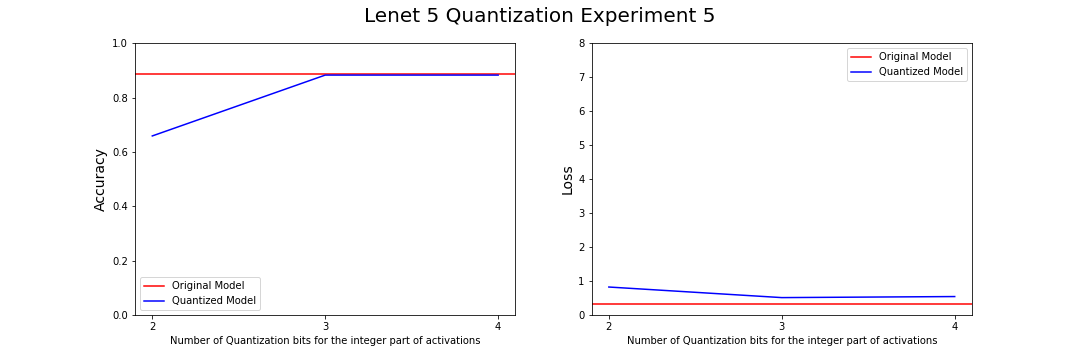 Lenet 5 Quantization Experiment 5
1.0
0.8
0.6
0.4
0.2
0.0
Accuracy
Original Model
Quantized Model
2
3
4
Number of Quantization bits for the integer part of activations
8
7
6
5
4
3
2
1
0
Loss
Original Model
Quantized Model
2
3
4
Number of Quantization bits for the integer part of activations